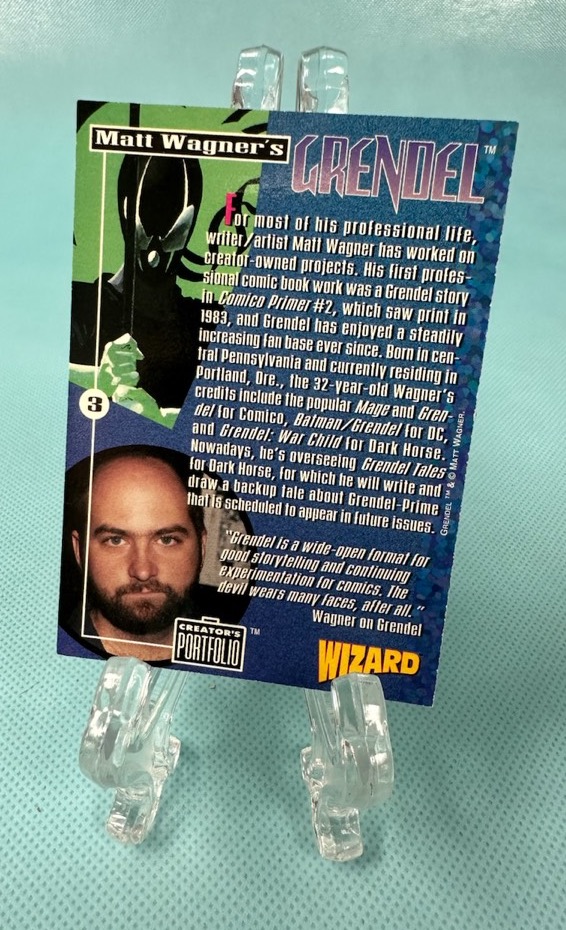 Matt Wagner's
GRENDEL™
For most of his professional life,
writer/artist Matt Wagner has worked on
creator-owned projects. His first profes-
sional comic book work was a Grendel story
in Comico Primer #2, which saw print in
1983, and Grendel has enjoyed a steadily
increasing fan base ever since. Born in cen-
tral Pennsylvania and currently residing in
Portland, Ore., the 32-year-old Wagner's
credits include the popular Mage and Gren-
del for Comico, Batman/Grendel for DC,
and Grendel: War Child for Dark Horse.
Nowadays, he's overseeing Grendel Tales
for Dark Horse, for which he will write and
draw a backup tale about Grendel-Prime
that is scheduled to appear in future issues.
"Grendel is a wide-open format for
good storytelling and continuing
experimentation for comics. The
devil wears many faces, after all."
Wagner on Grendel
3
GRENDEL ™ & © MATT WAGNER.
CREATOR'S
PORTFOLIO™
WIZARD